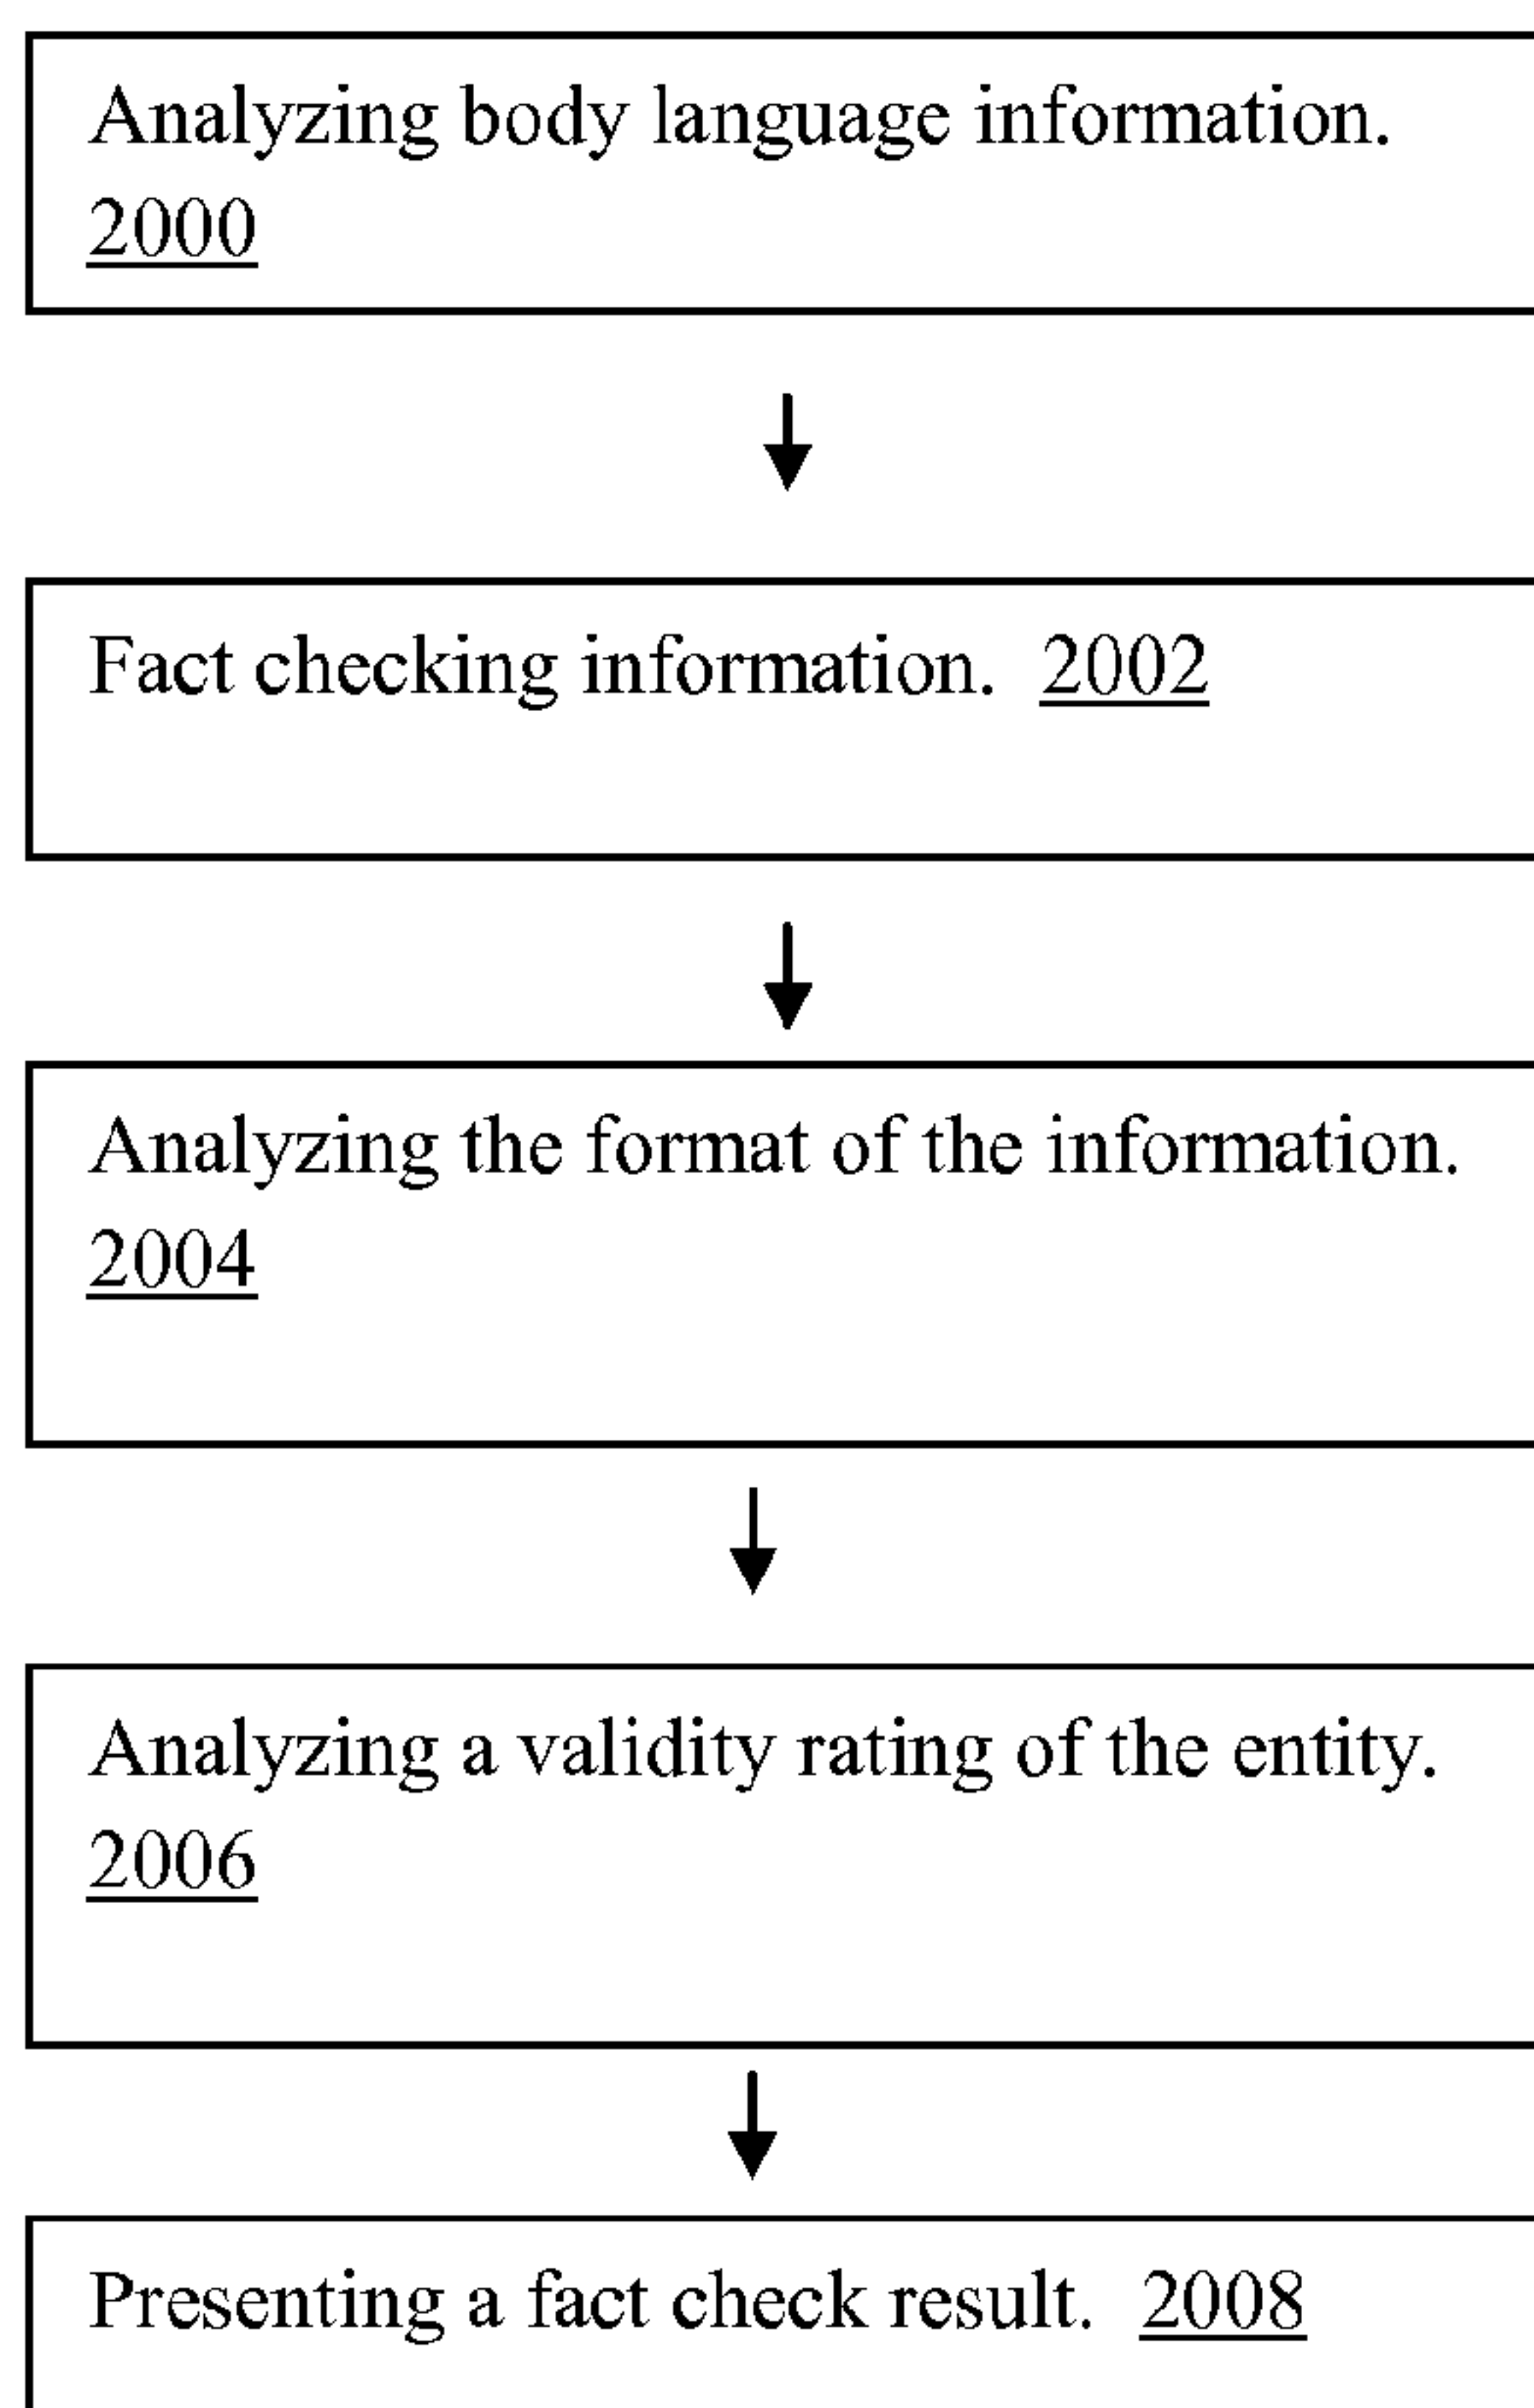 Analyzing body language information.
2000
Fact checking information. 2002
Analyzing the format of the information.
2004
Analyzing a validity rating of the entity.
2006
Presenting a fact check result. 2008